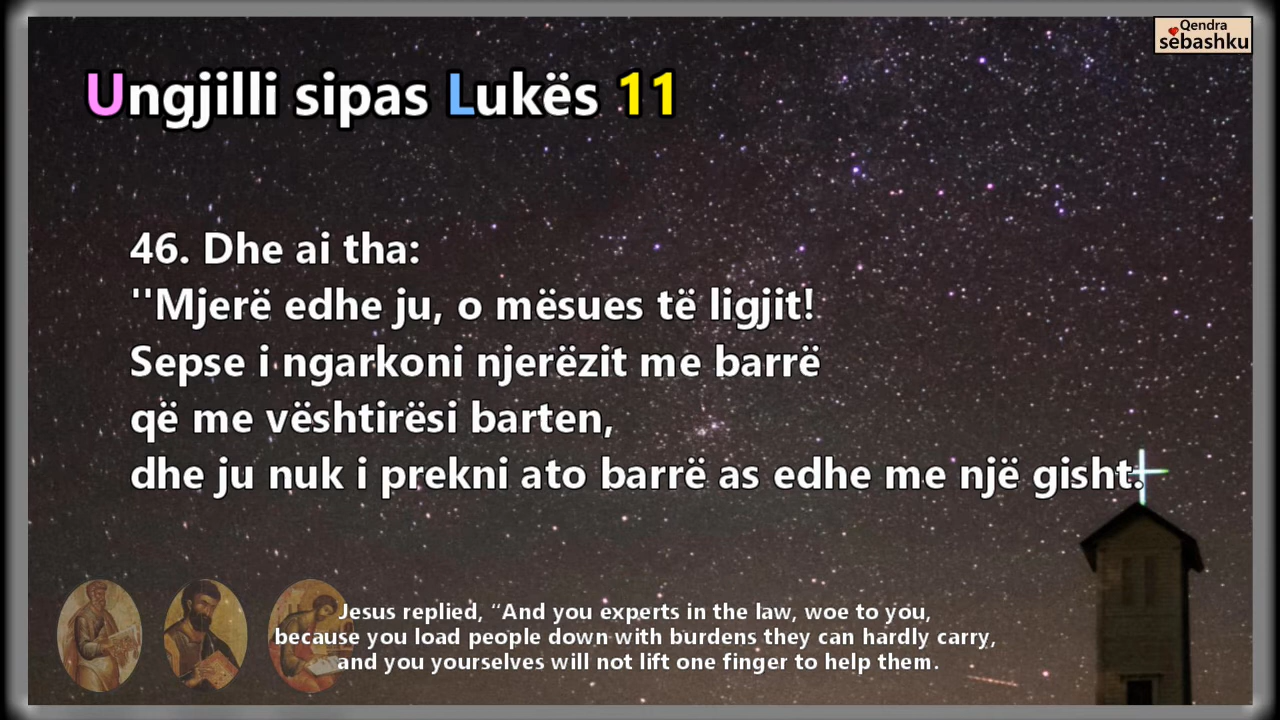 Qendra
sëbashku
Ungjilli sipas Lukës 11
46. Dhe ai tha:
''Mjerë edhe ju, o mësues të ligjit!
Sepse i ngarkoni njerëzit me barrë
që me vështirësi barten,
dhe ju nuk i prekni ato barrë as edhe me një gisht.
Jesus replied, “And you experts in the law, woe to you,
because you load people down with burdens they can hardly carry,
and you yourselves will not lift one finger to help them.